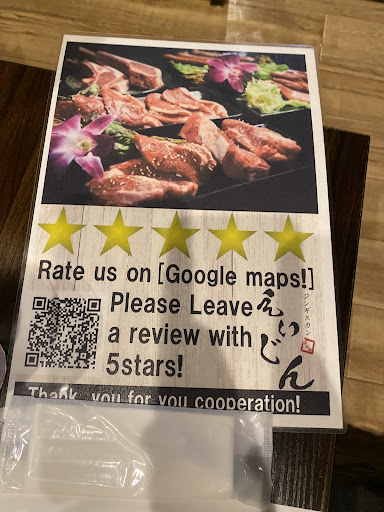 Rate us on [Google maps!]
Please Leave
a review with
5stars!
ジンギスカン
えいじん
Thank you for you cooperation!